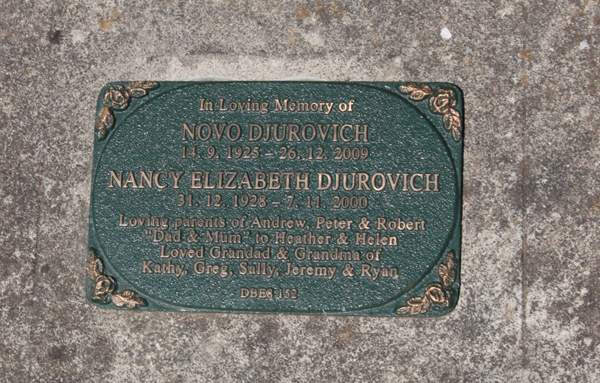 In Loving Memory of
NOVO DJUROVICH
14. 9. 1925 – 26. 12. 2009
NANCY ELIZABETH DJUROVICH
31. 12. 1928 – 7. 11. 2000
Loving parents of Andrew, Peter & Robert
"Dad & Mum" to Heather & Helen
Loved Grandad & Grandma of
Kathy, Greg, Sally, Jeremy & Ryan